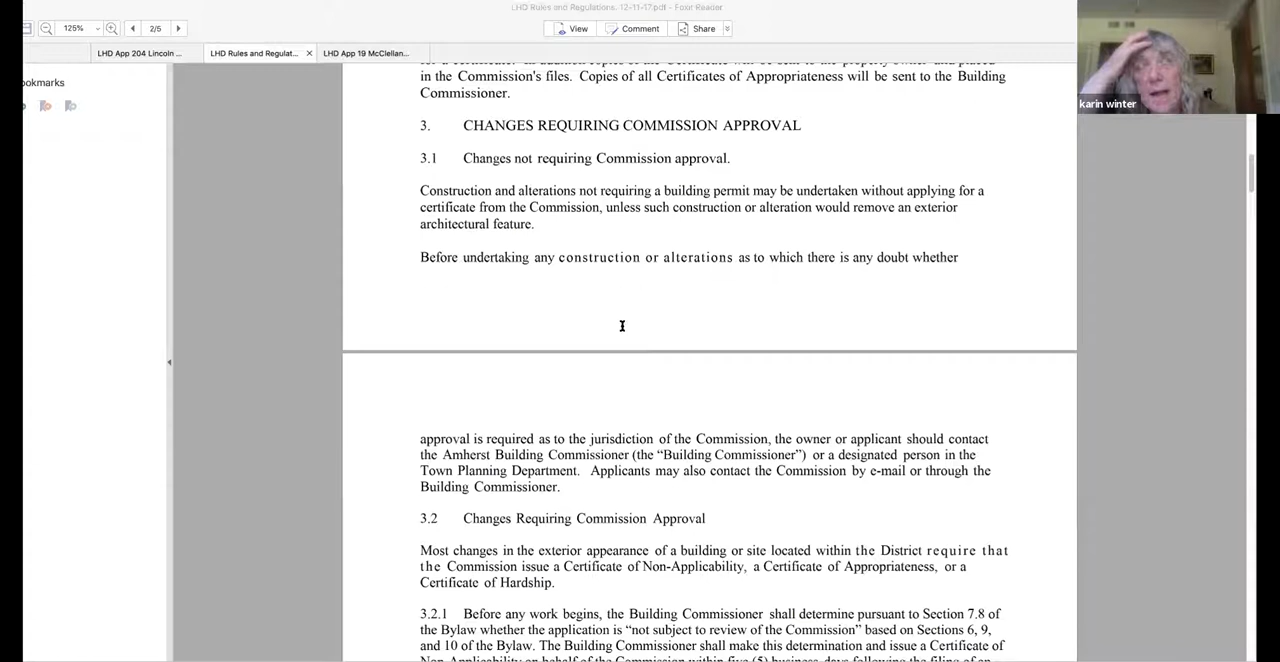 LHD Rules and Regulations. 12-11-17.pdf - Foxit Reader
125%
2/5
View
Comment
Share
LHD App 204 Lincoln ...
LHD Rules and Regulat...
LHD App 19 McClellan...
ookmarks
karin winter
in the Commission's files. Copies of all Certificates of Appropriateness will be sent to the Building
Commissioner.
3. CHANGES REQUIRING COMMISSION APPROVAL
3.1 Changes not requiring Commission approval.
Construction and alterations not requiring a building permit may be undertaken without applying for a
certificate from the Commission, unless such construction or alteration would remove an exterior
architectural feature.
Before undertaking any construction or alterations as to which there is any doubt whether
approval is required as to the jurisdiction of the Commission, the owner or applicant should contact
the Amherst Building Commissioner (the “Building Commissioner”) or a designated person in the
Town Planning Department. Applicants may also contact the Commission by e-mail or through the
Building Commissioner.
3.2 Changes Requiring Commission Approval
Most changes in the exterior appearance of a building or site located within the District require that
the Commission issue a Certificate of Non-Applicability, a Certificate of Appropriateness, or a
Certificate of Hardship.
3.2.1 Before any work begins, the Building Commissioner shall determine pursuant to Section 7.8 of
the Bylaw whether the application is “not subject to review of the Commission” based on Sections 6, 9,
and 10 of the Bylaw. The Building Commissioner shall make this determination and issue a Certificate of